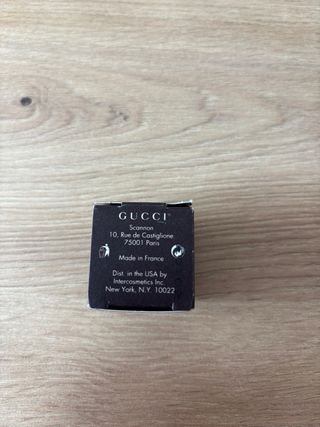 GUCCI
Scannon
10, Rue de Castiglione
75001 Paris
Made in France
Dist. in the USA by
Intercosmetics Inc.
New York, N.Y. 10022